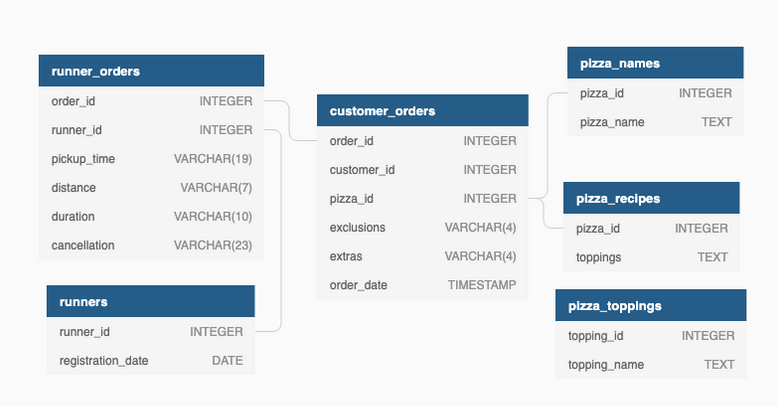 runner_orders
order_id INTEGER
runner_id INTEGER
pickup_time VARCHAR(19)
distance VARCHAR(7)
duration VARCHAR(10)
cancellation VARCHAR(23)
runners
runner_id INTEGER
registration_date DATE
customer_orders
order_id INTEGER
customer_id INTEGER
pizza_id INTEGER
exclusions VARCHAR(4)
extras VARCHAR(4)
order_date TIMESTAMP
pizza_names
pizza_id INTEGER
pizza_name TEXT
pizza_recipes
pizza_id INTEGER
toppings TEXT
pizza_toppings
topping_id INTEGER
topping_name TEXT